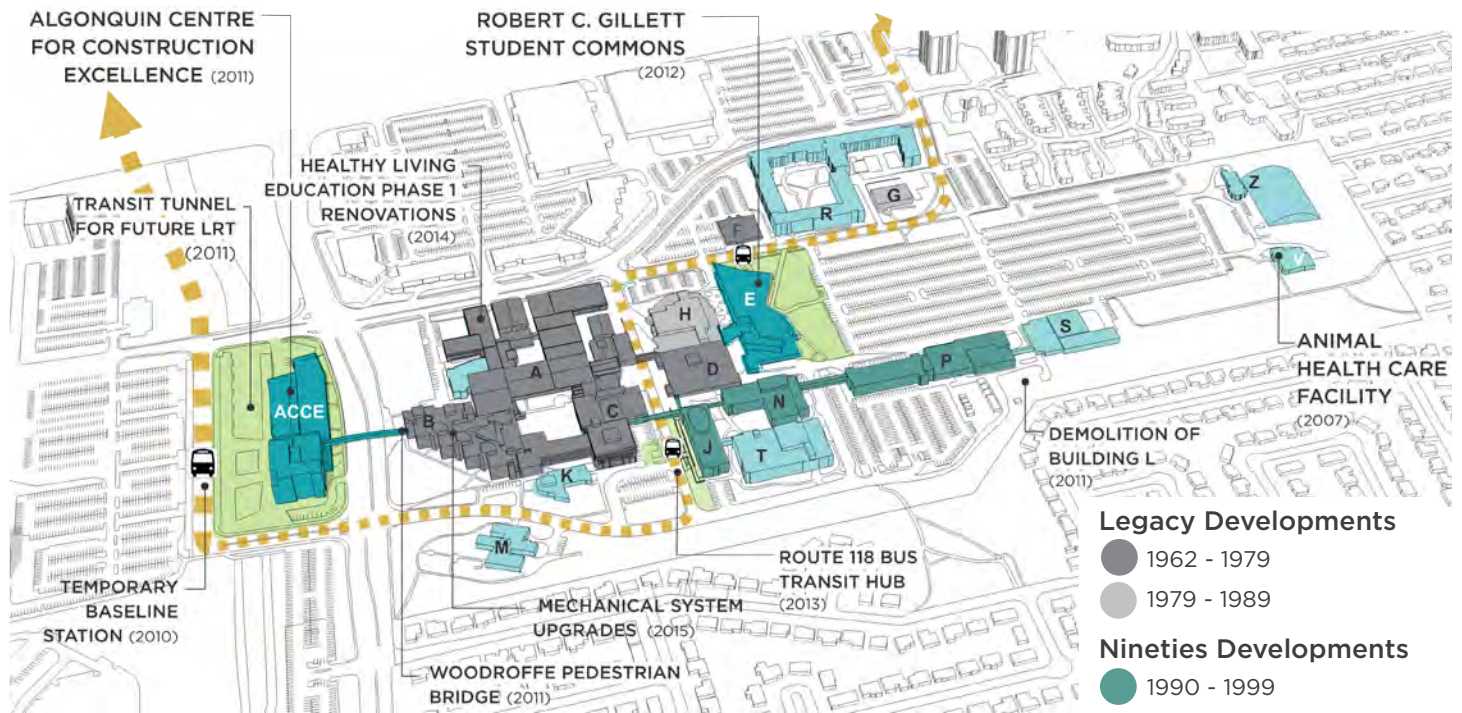 ALGONQUIN CENTRE
FOR CONSTRUCTION
EXCELLENCE (2011)
ROBERT C. GILLETT
STUDENT COMMONS
(2012)
HEALTHY LIVING
EDUCATION PHASE 1
RENOVATIONS
(2014)
TRANSIT TUNNEL
FOR FUTURE LRT
(2011)
R
G
F
Z
V
E
H
S
A
D
P
ACCE
B
C
N
J
T
K
M
ANIMAL
HEALTH CARE
FACILITY
(2007)
DEMOLITION OF
BUILDING L
(2011)
ROUTE 118 BUS
TRANSIT HUB
(2013)
TEMPORARY
BASELINE
STATION (2010)
MECHANICAL SYSTEM
UPGRADES (2015)
WOODROFFE PEDESTRIAN
BRIDGE (2011)
Legacy Developments
1962 - 1979
1979 - 1989
Nineties Developments
1990 - 1999